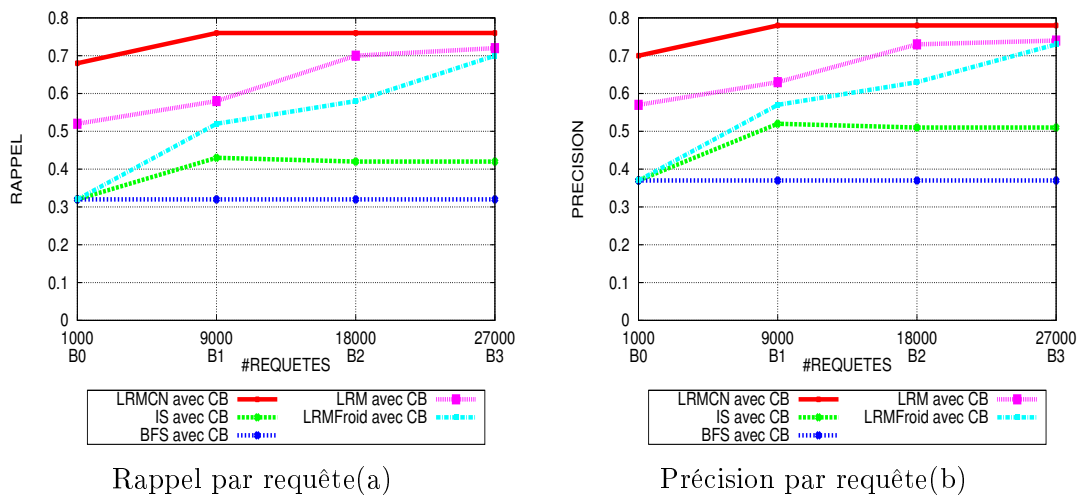 RAPPEL
0.8
0.7
0.6
0.5
0.4
0.3
0.2
0.1
0
1000 9000 18000 27000
B0 B1 B2 B3
#REQUETES
LRMCN avec CB LRM avec CB
IS avec CB LRMFroid avec CB
BFS avec CB
Rappel par requête(a)
PRECISION
0.8
0.7
0.6
0.5
0.4
0.3
0.2
0.1
0
1000 9000 18000 27000
B0 B1 B2 B3
#REQUETES
LRMCN avec CB LRM avec CB
IS avec CB LRMFroid avec CB
BFS avec CB
Précision par requête(b)